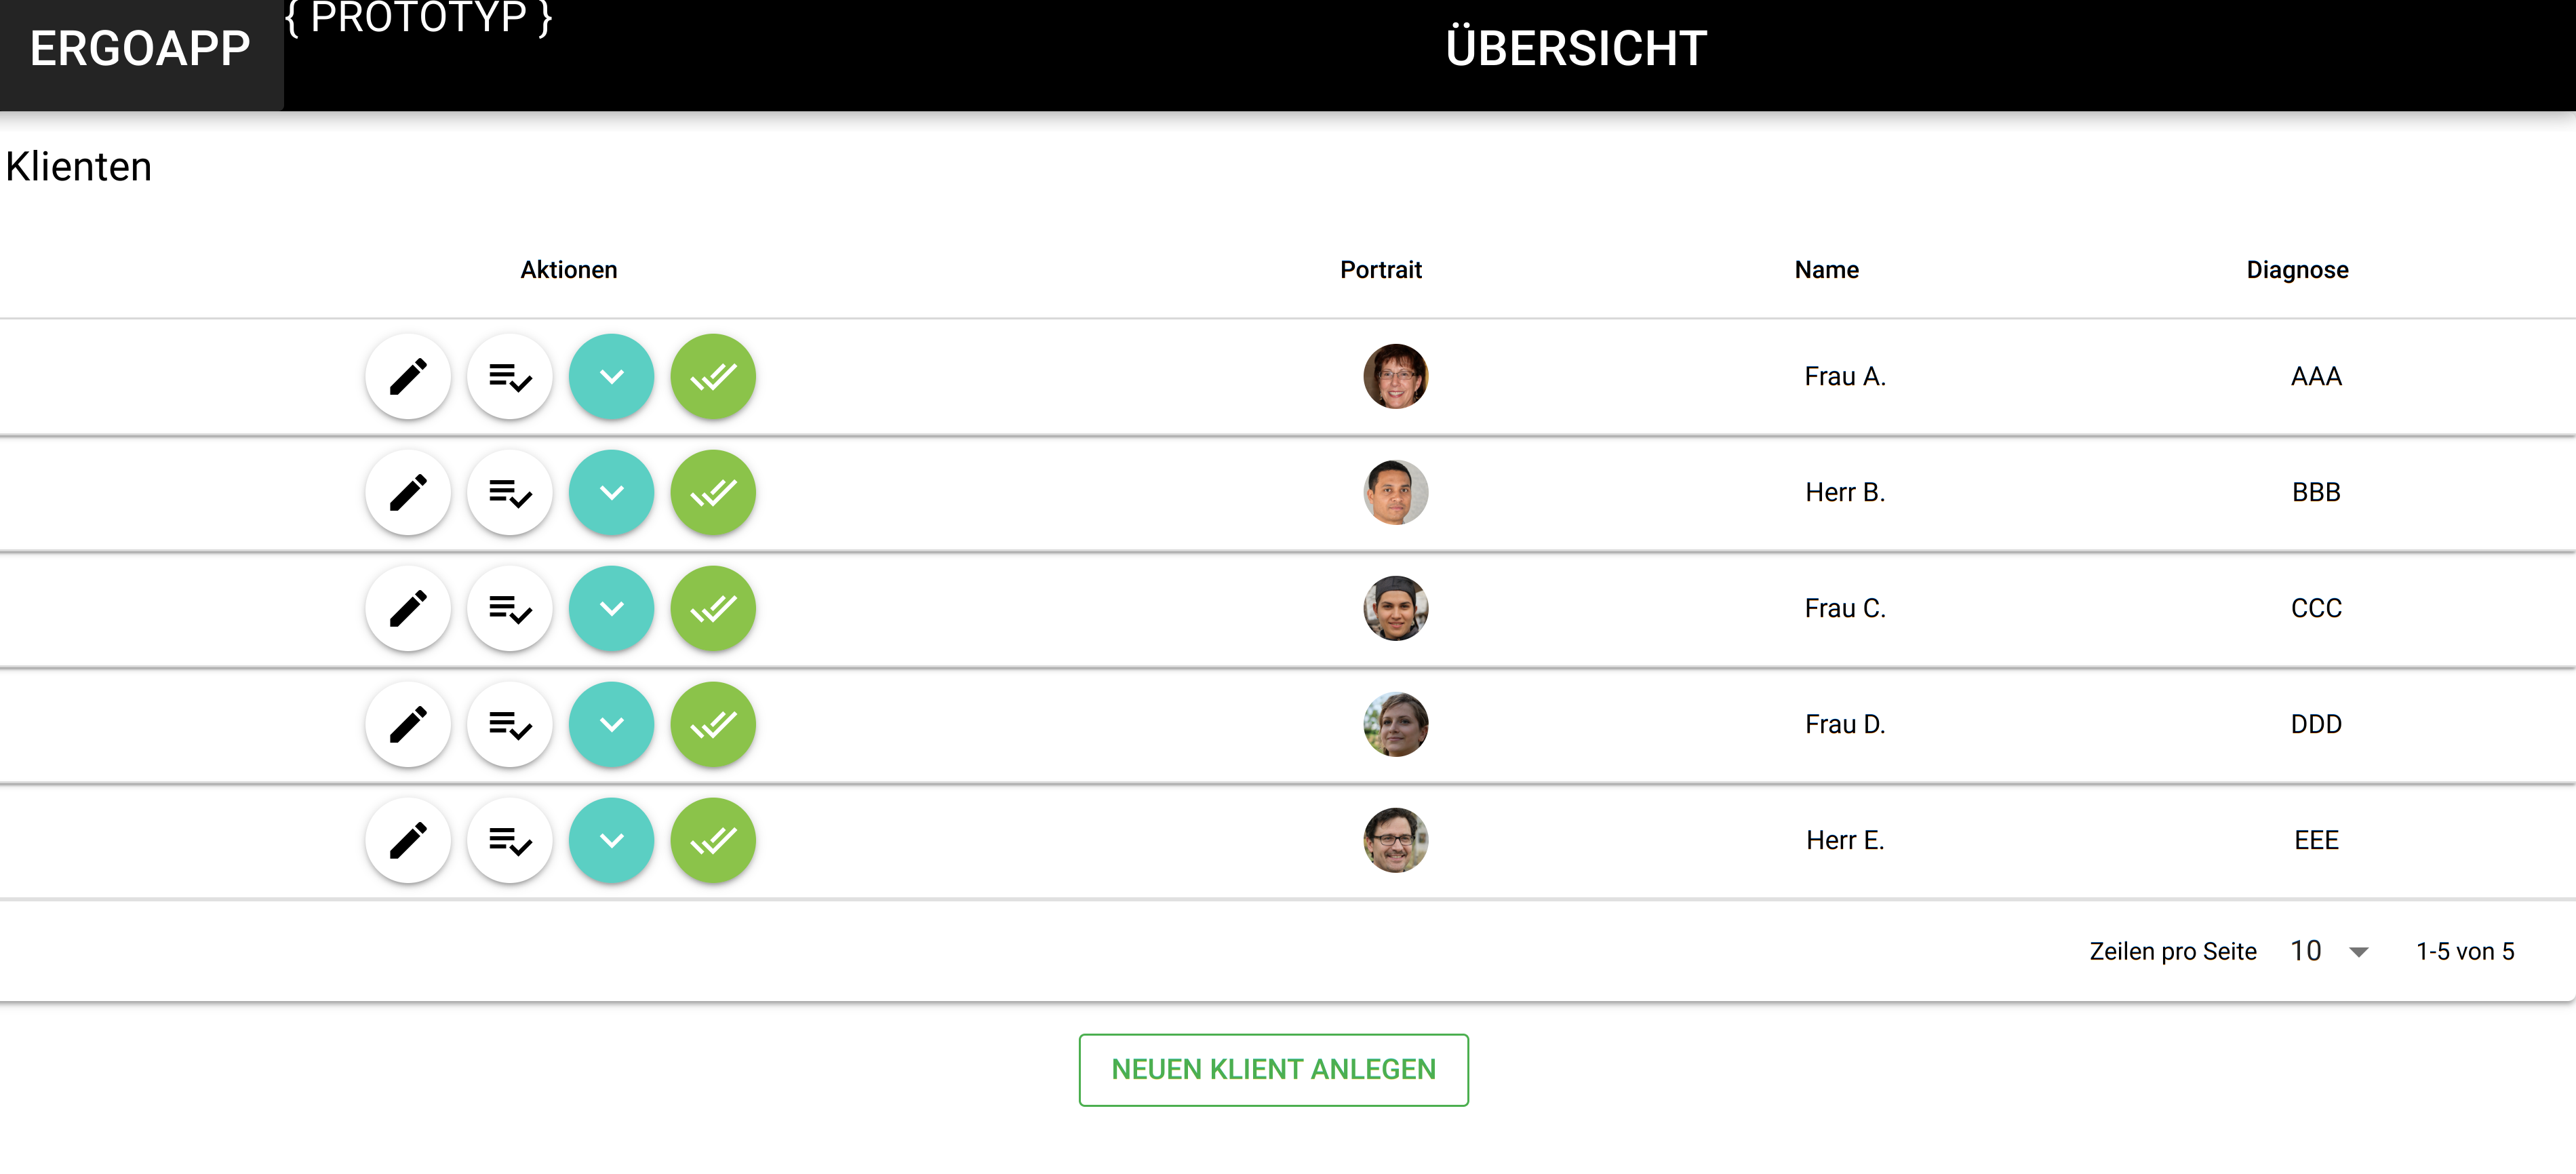 ERGOAPP
{ PROTOTYP }
ÜBERSICHT
Klienten
Aktionen Portrait Name Diagnose
Frau A. AAA
Herr B. BBB
Frau C. CCC
Frau D. DDD
Herr E. EEE
Zeilen pro Seite 10 1-5 von 5
NEUEN KLIENT ANLEGEN